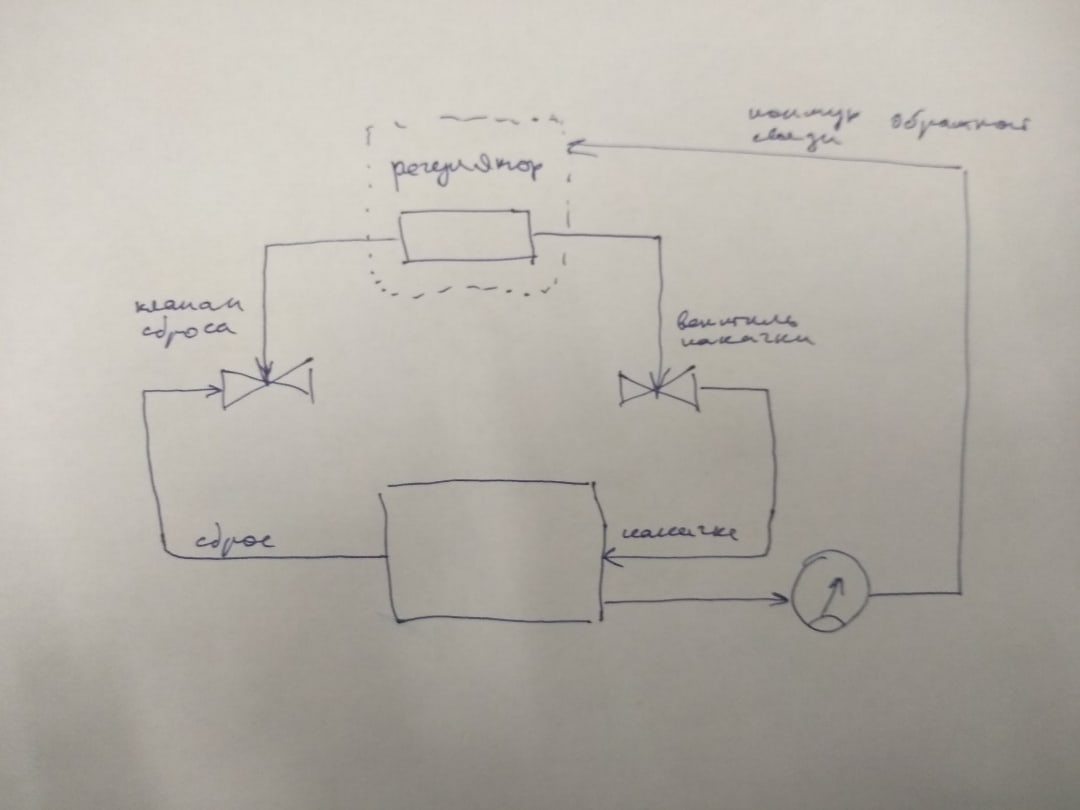 контур обратной
связи
регулятор
клапан
сброса
вентиль
накачки
сброс
накачка